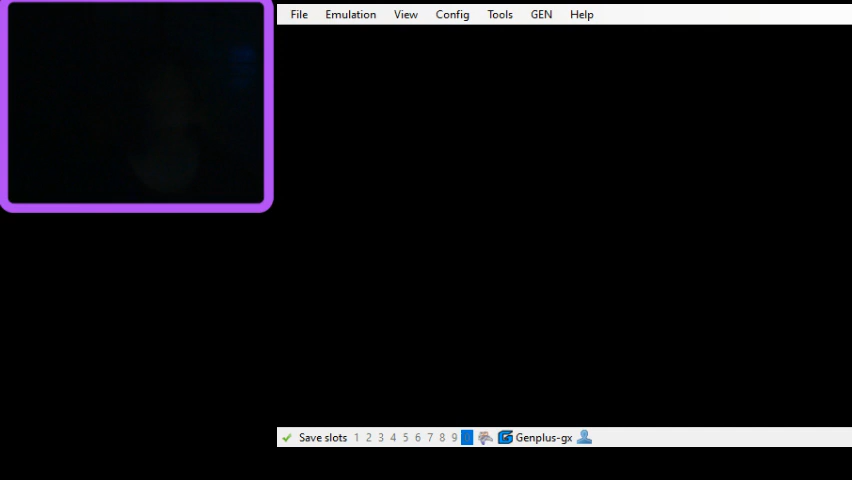 File Emulation View Config Tools GEN Help
Save slots 1 2 3 4 5 6 7 8 9 Genplus-gx